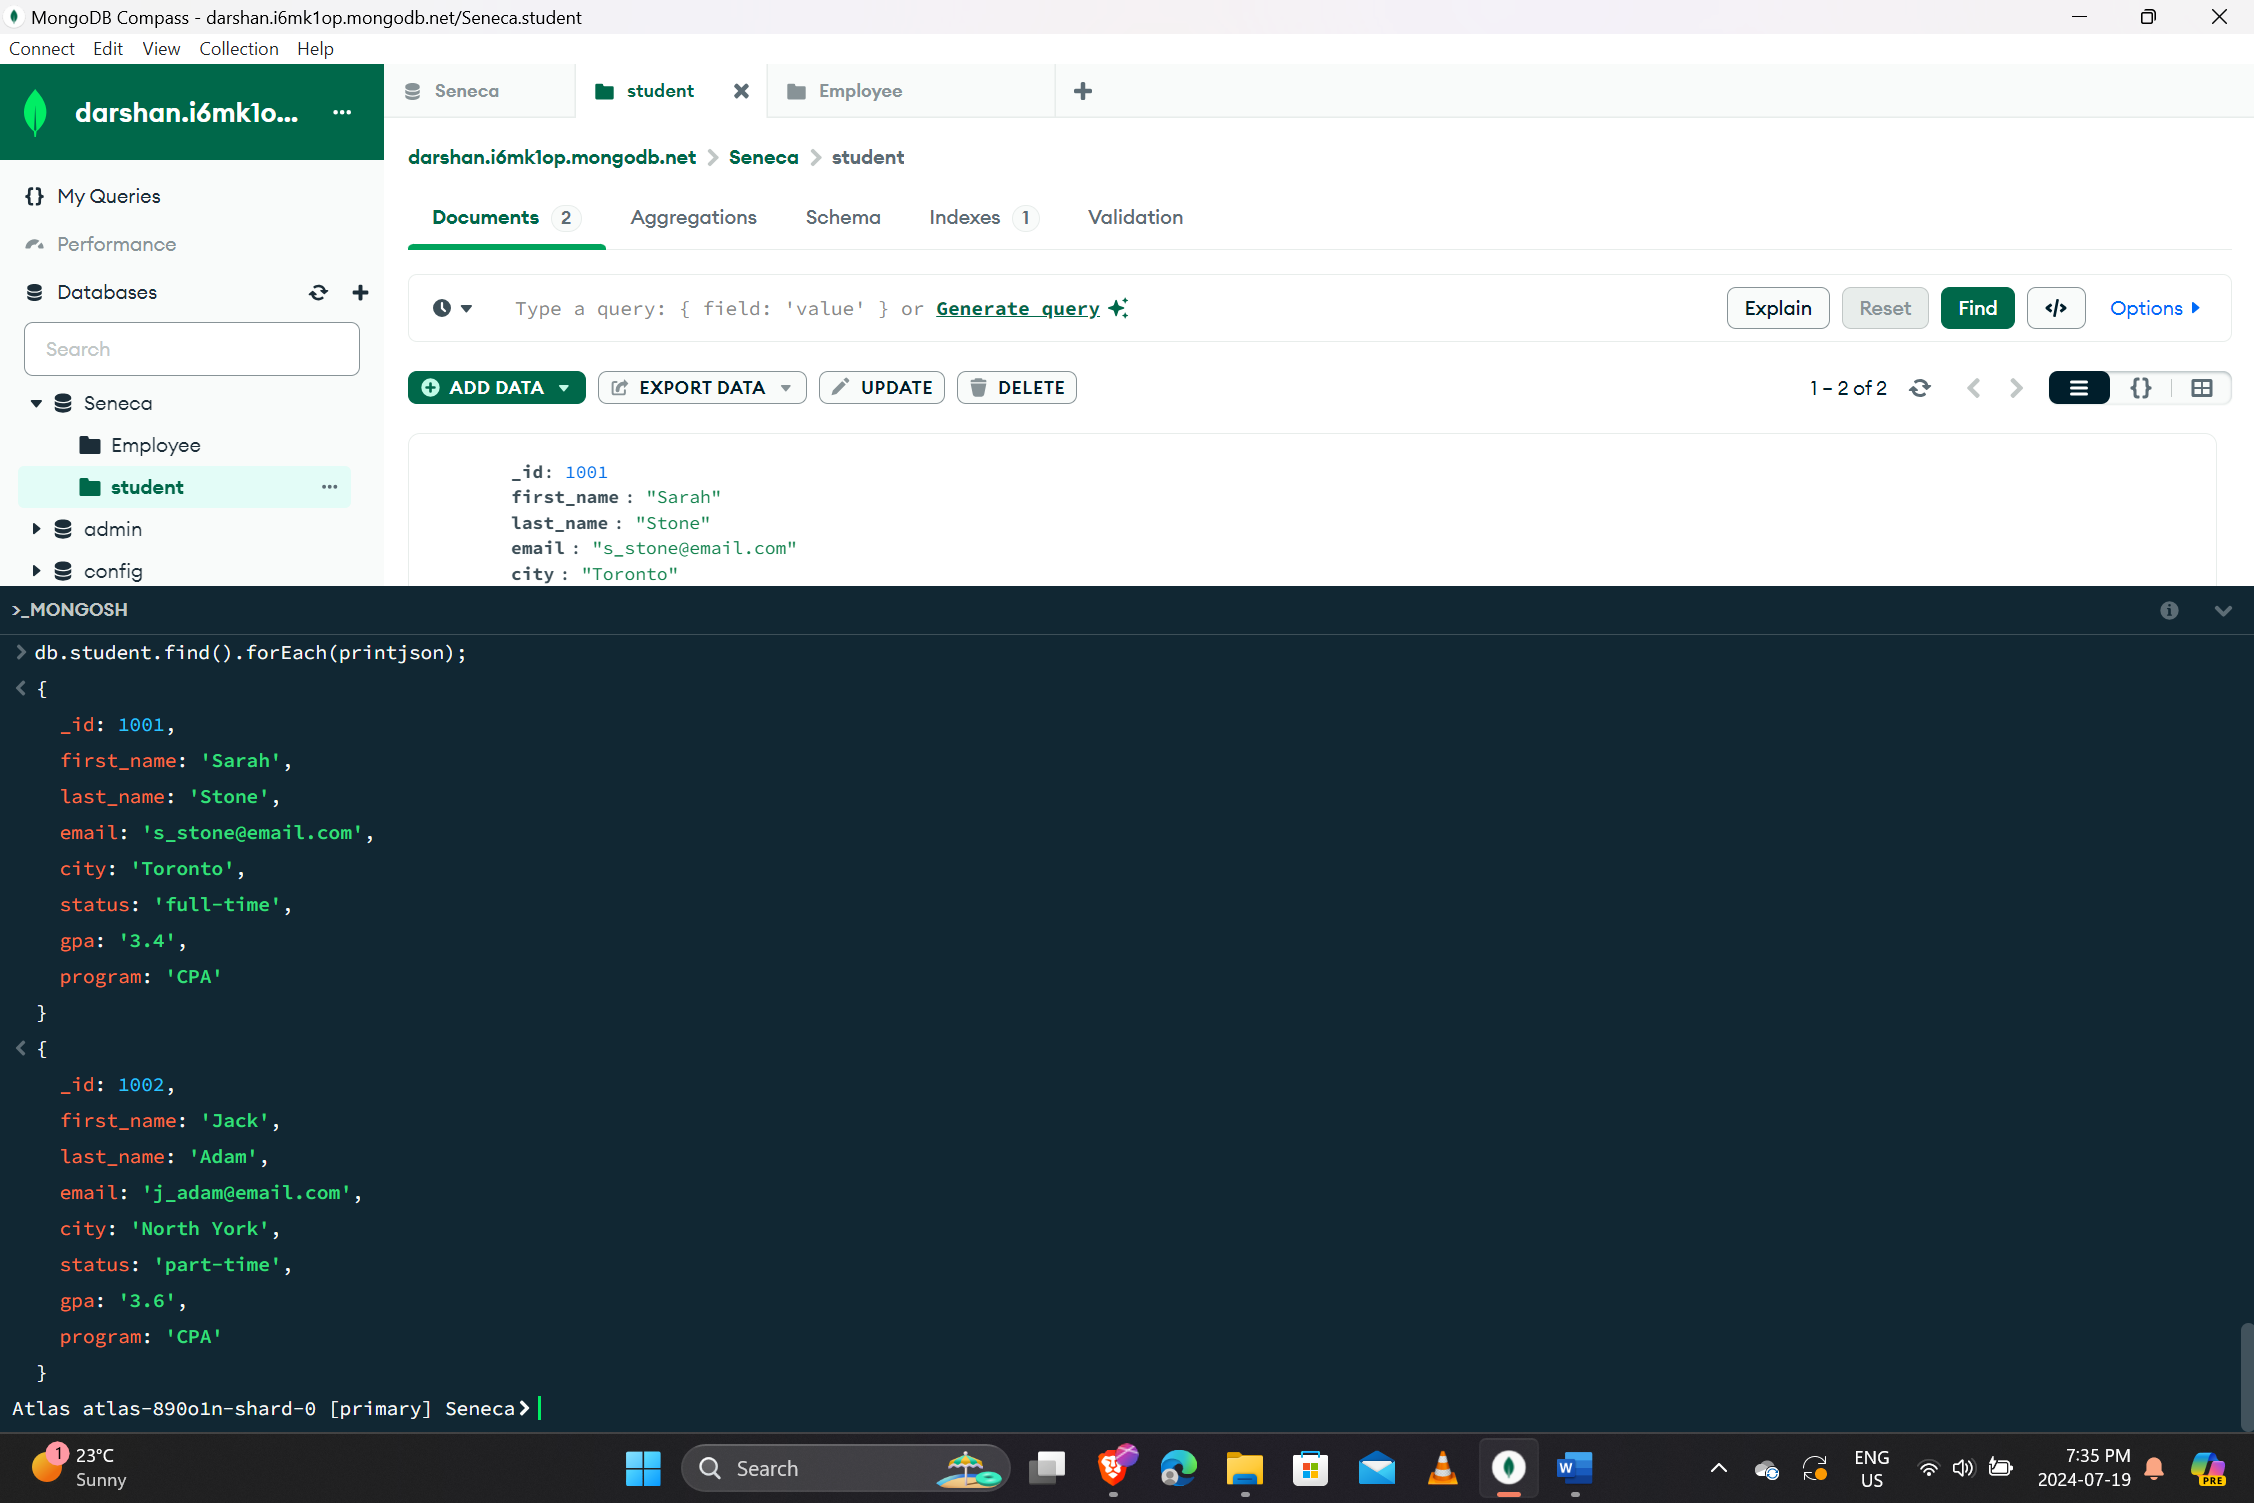 MongoDB Compass - darshan.i6mk1op.mongodb.net/Seneca.student
Connect Edit View Collection Help
darshan.i6mk1o... ...
Seneca student Employee
darshan.i6mk1op.mongodb.net > Seneca > student
{} My Queries
Performance
Databases
Search
Seneca
Employee
student ...
admin
config
Documents 2 Aggregations Schema Indexes 1 Validation
Type a query: { field: 'value' } or Generate query
Explain Reset Find </> Options
ADD DATA EXPORT DATA UPDATE DELETE 1 – 2 of 2 {}
_id: 1001
first_name : "Sarah"
last_name : "Stone"
email : "s_stone@email.com"
city : "Toronto"
>_MONGOSH
> db.student.find().forEach(printjson);
< {
_id: 1001,
first_name: 'Sarah',
last_name: 'Stone',
email: 's_stone@email.com',
city: 'Toronto',
status: 'full-time',
gpa: '3.4',
program: 'CPA'
}
< {
_id: 1002,
first_name: 'Jack',
last_name: 'Adam',
email: 'j_adam@email.com',
city: 'North York',
status: 'part-time',
gpa: '3.6',
program: 'CPA'
}
Atlas atlas-890o1n-shard-0 [primary] Seneca>
1 23°C
Sunny
Search
W
ENG
US
7:35 PM
2024-07-19
PRE